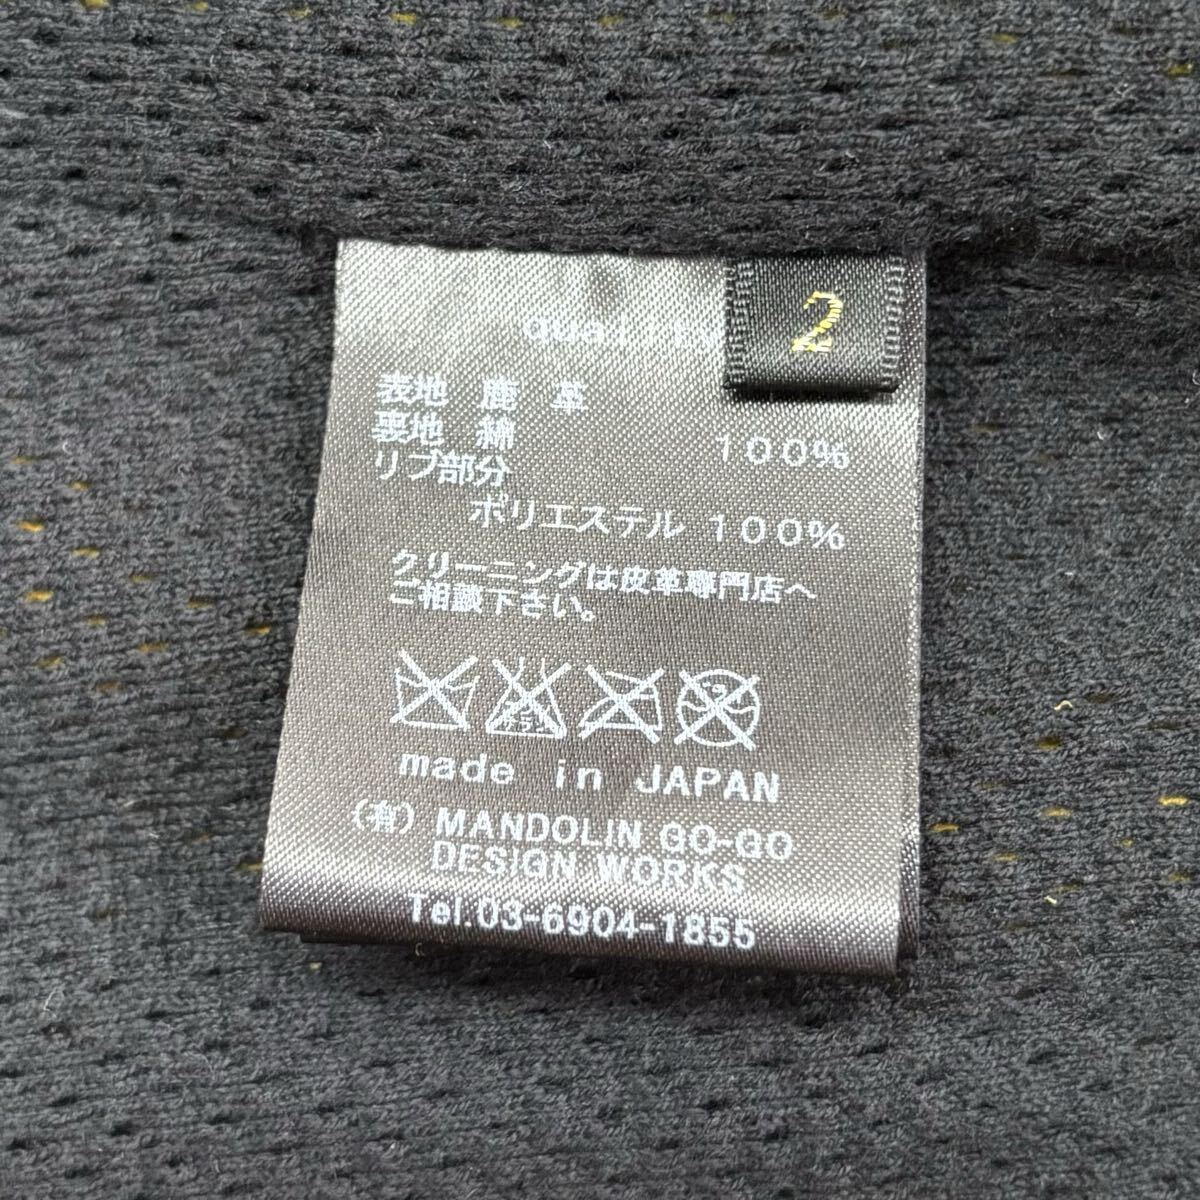 2
Quality
表地 鹿 革
裏地 綿 100%
リブ部分
ポリエステル 100%
クリーニングは皮革専門店へ
ご相談下さい。
made in JAPAN
(有) MANDOLIN GO-GO
DESIGN WORKS
Tel.03-6904-1855